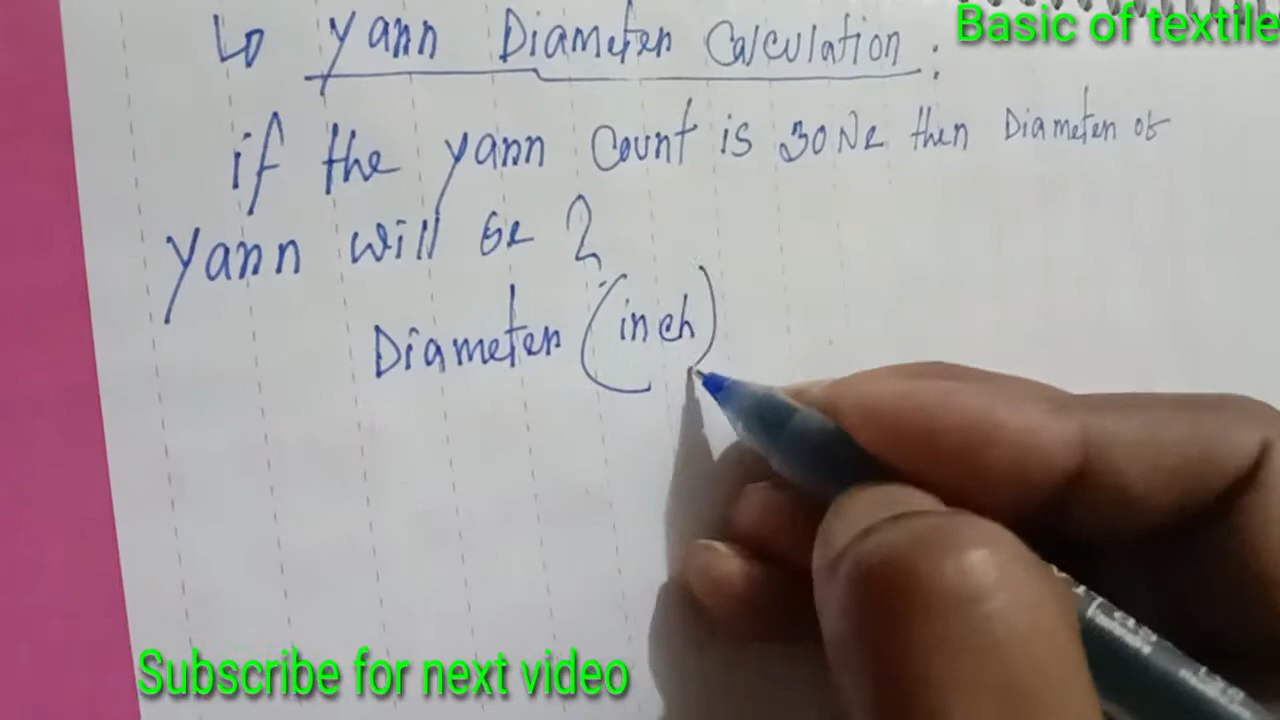 Basic of textile
↳ Yarn Diameter Calculation :
if the yarn Count is 30Ne then Diameter of
Yarn will be ?
Diameter (inch)
Subscribe for next video